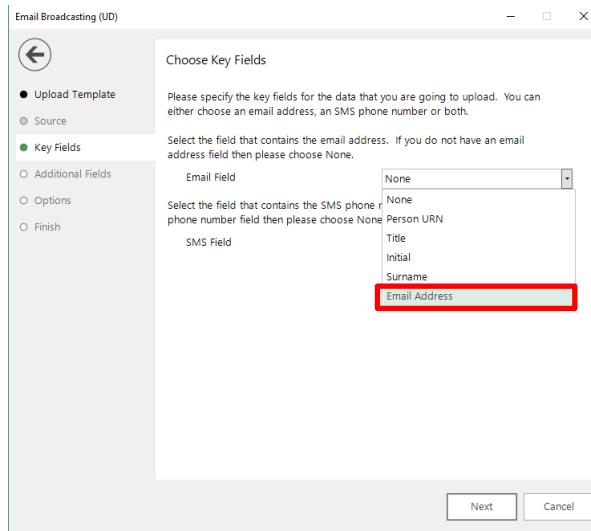 Email Broadcasting (UD)
Choose Key Fields
Upload Template
Source
Key Fields
Additional Fields
Options
Finish
Please specify the key fields for the data that you are going to upload. You can
either choose an email address, an SMS phone number or both.
Select the field that contains the email address. If you do not have an email
address field then please choose None.
Email Field
None
Select the field that contains the SMS phone
phone number field then please choose None
SMS Field
None
Person URN
Title
Initial
Surname
Email Address
Next
Cancel